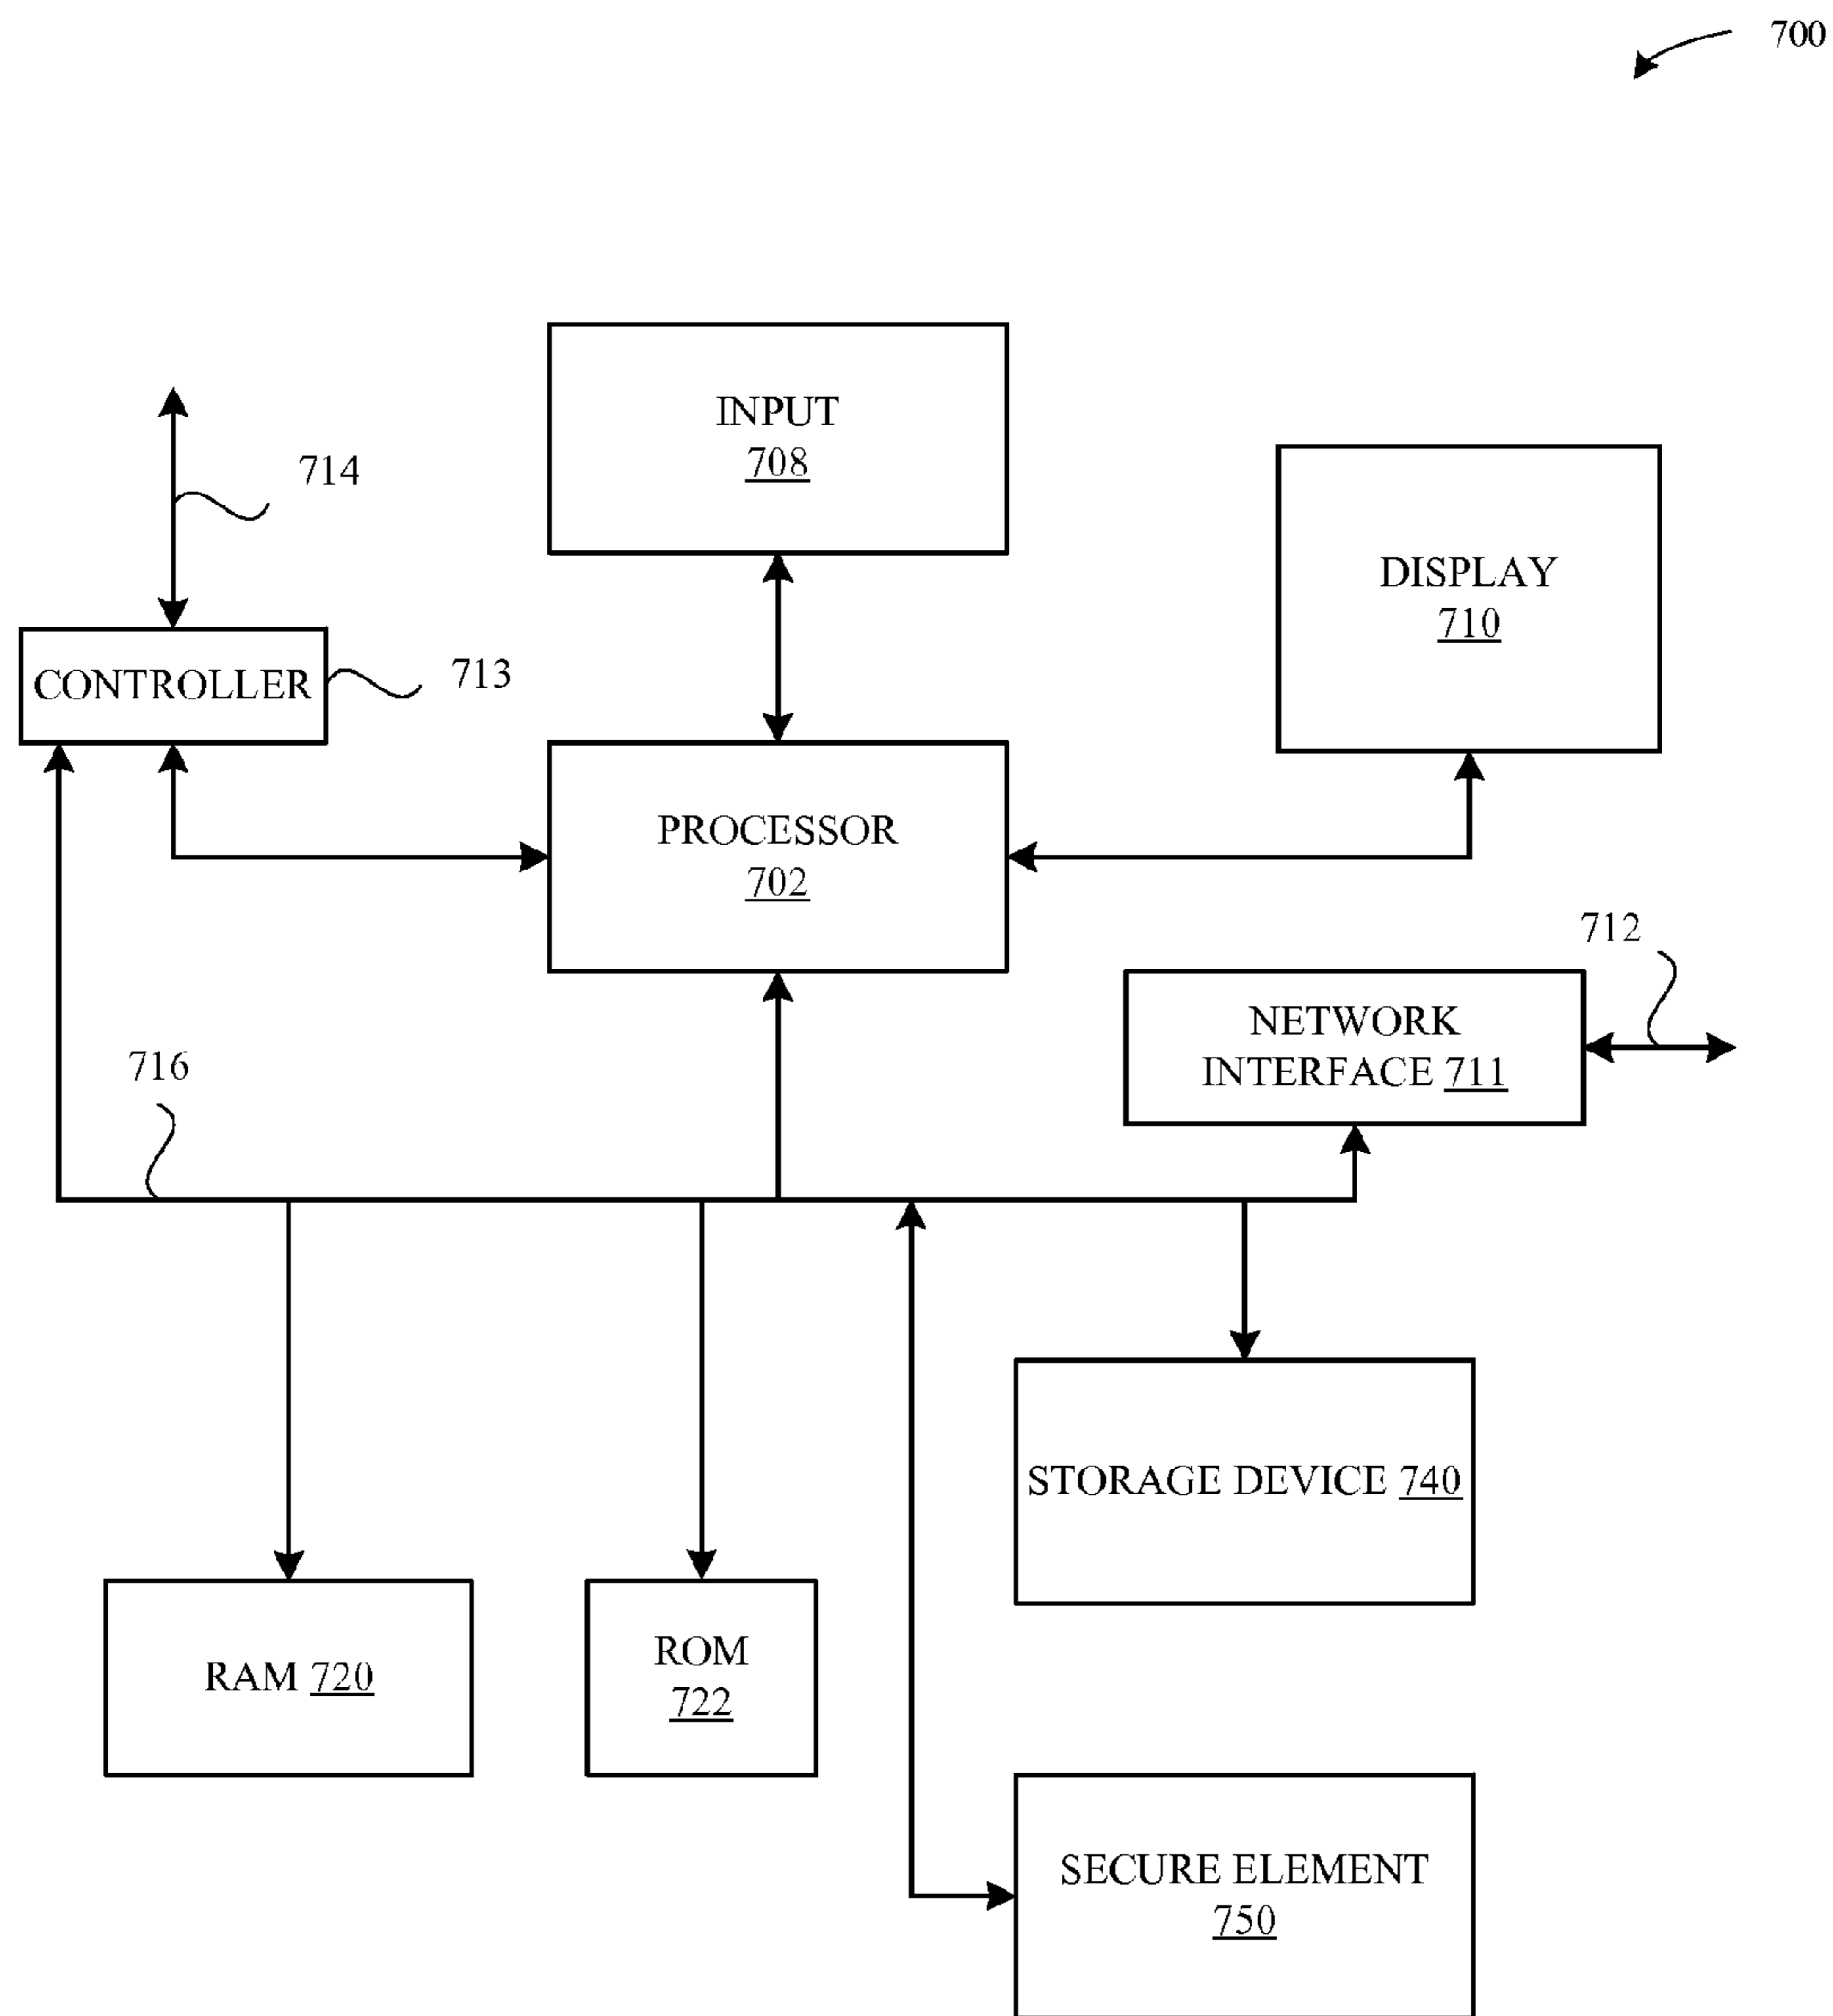 700
INPUT
708
714
DISPLAY
710
CONTROLLER
713
PROCESSOR
702
712
NETWORK
INTERFACE 711
716
STORAGE DEVICE 740
RAM 720
ROM
722
SECURE ELEMENT
750